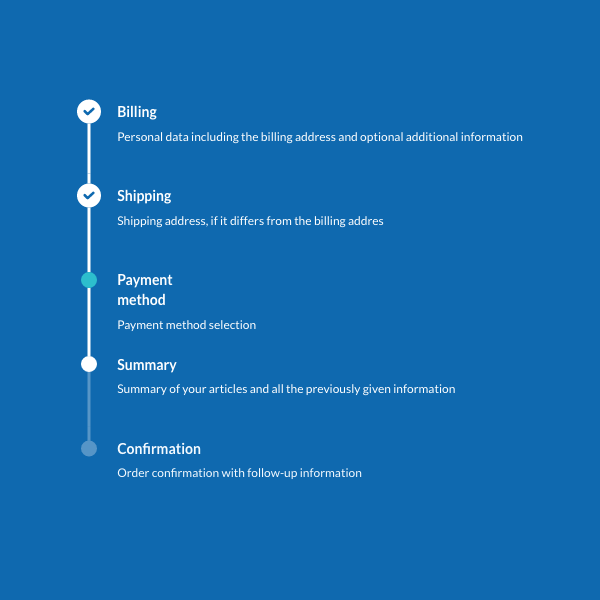 Billing
Personal data including the billing address and optional additional information
Shipping
Shipping address, if it differs from the billing addres
Payment
method
Payment method selection
Summary
Summary of your articles and all the previously given information
Confirmation
Order confirmation with follow-up information